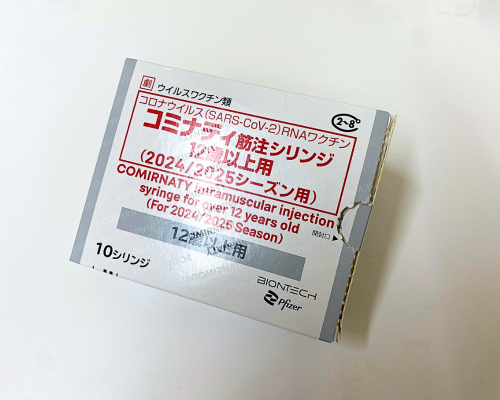 劇 ウイルスワクチン類
2~8°
コロナウイルス(SARS-CoV-2)RNAワクチン
コミナティ筋注シリンジ
12歳以上用
(2024/2025シーズン用)
COMIRNATY intramuscular injection
syringe for over 12 years old
(For 2024/2025 Season)
開封口
12歳以上用
10シリンジ
BIONTECH
Pfizer